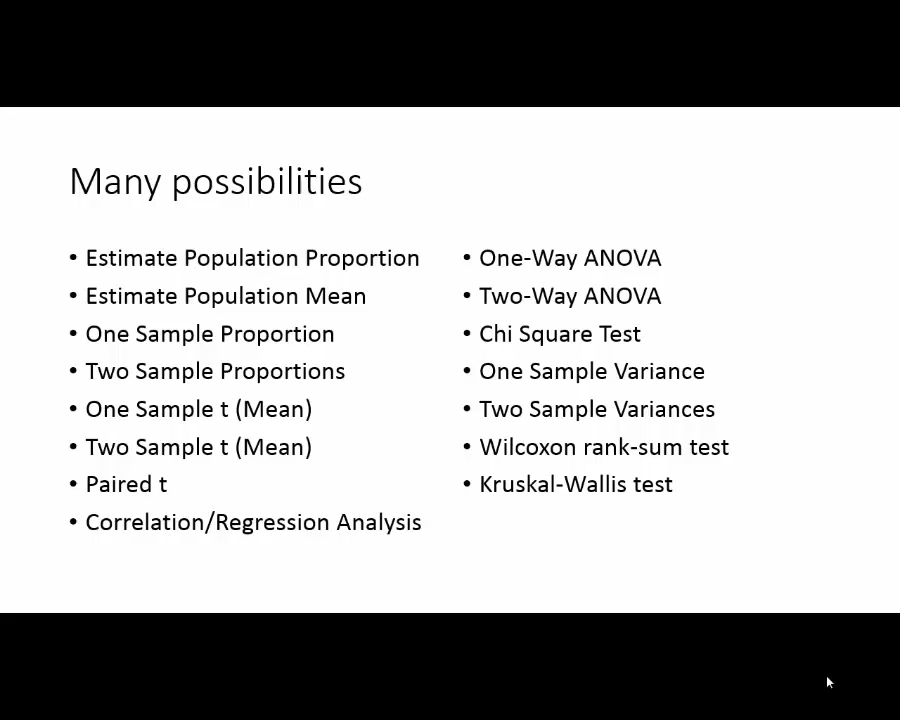 Many possibilities
• Estimate Population Proportion
• Estimate Population Mean
• One Sample Proportion
• Two Sample Proportions
• One Sample t (Mean)
• Two Sample t (Mean)
• Paired t
• Correlation/Regression Analysis
• One-Way ANOVA
• Two-Way ANOVA
• Chi Square Test
• One Sample Variance
• Two Sample Variances
• Wilcoxon rank-sum test
• Kruskal-Wallis test